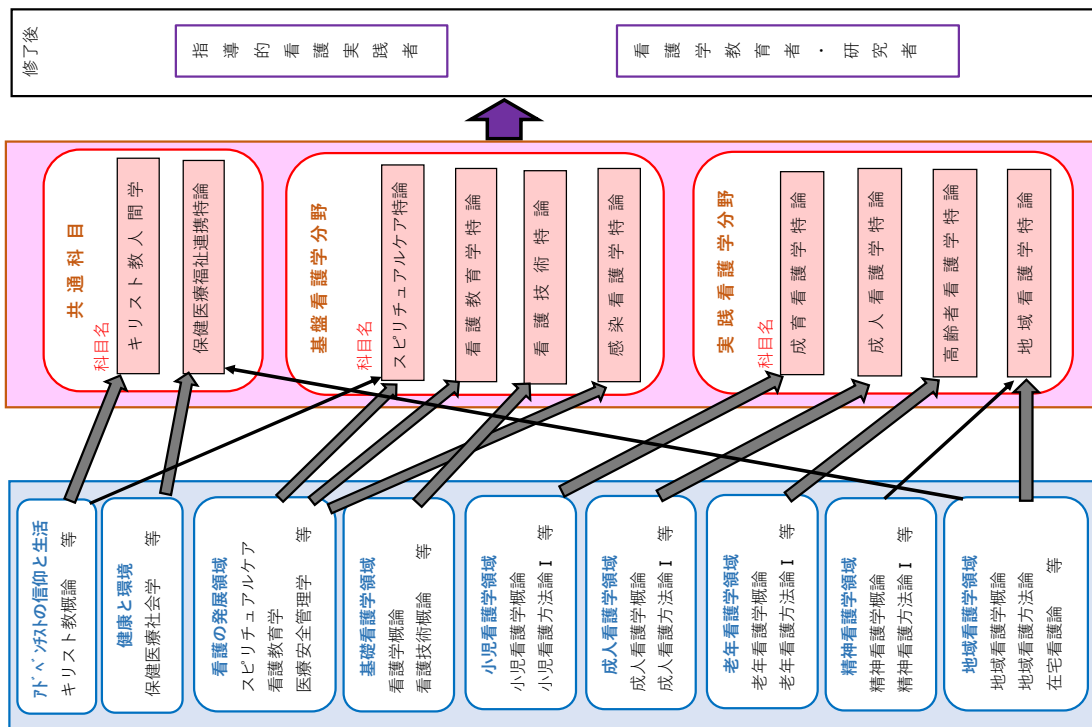 アドベンチストの信仰と生活
キリスト教概論　等
健康と環境
保健医療社会学　等
看護の発展領域
スピリチュアルケア
看護教育学
医療安全管理学　等
基礎看護学領域
看護学概論
看護技術概論　等
小児看護学領域
小児看護学概論
小児看護方法論Ⅰ　等
成人看護学領域
成人看護学概論
成人看護方法論Ⅰ　等
老年看護学領域
老年看護学概論
老年看護方法論Ⅰ　等
精神看護学領域
精神看護学概論
精神看護方法論Ⅰ　等
地域看護学領域
地域看護学概論
地域看護方法論
在宅看護論　等
共通科目
科目名
キリスト教人間学
保健医療福祉連携特論
基盤看護学分野
科目名
スピリチュアルケア特論
看護教育学特論
看護技術特論
感染看護学特論
実践看護学分野
科目名
成育看護学特論
成人看護学特論
高齢者看護学特論
地域看護学特論
修了後
指導的看護実践者
看護学教育者・研究者